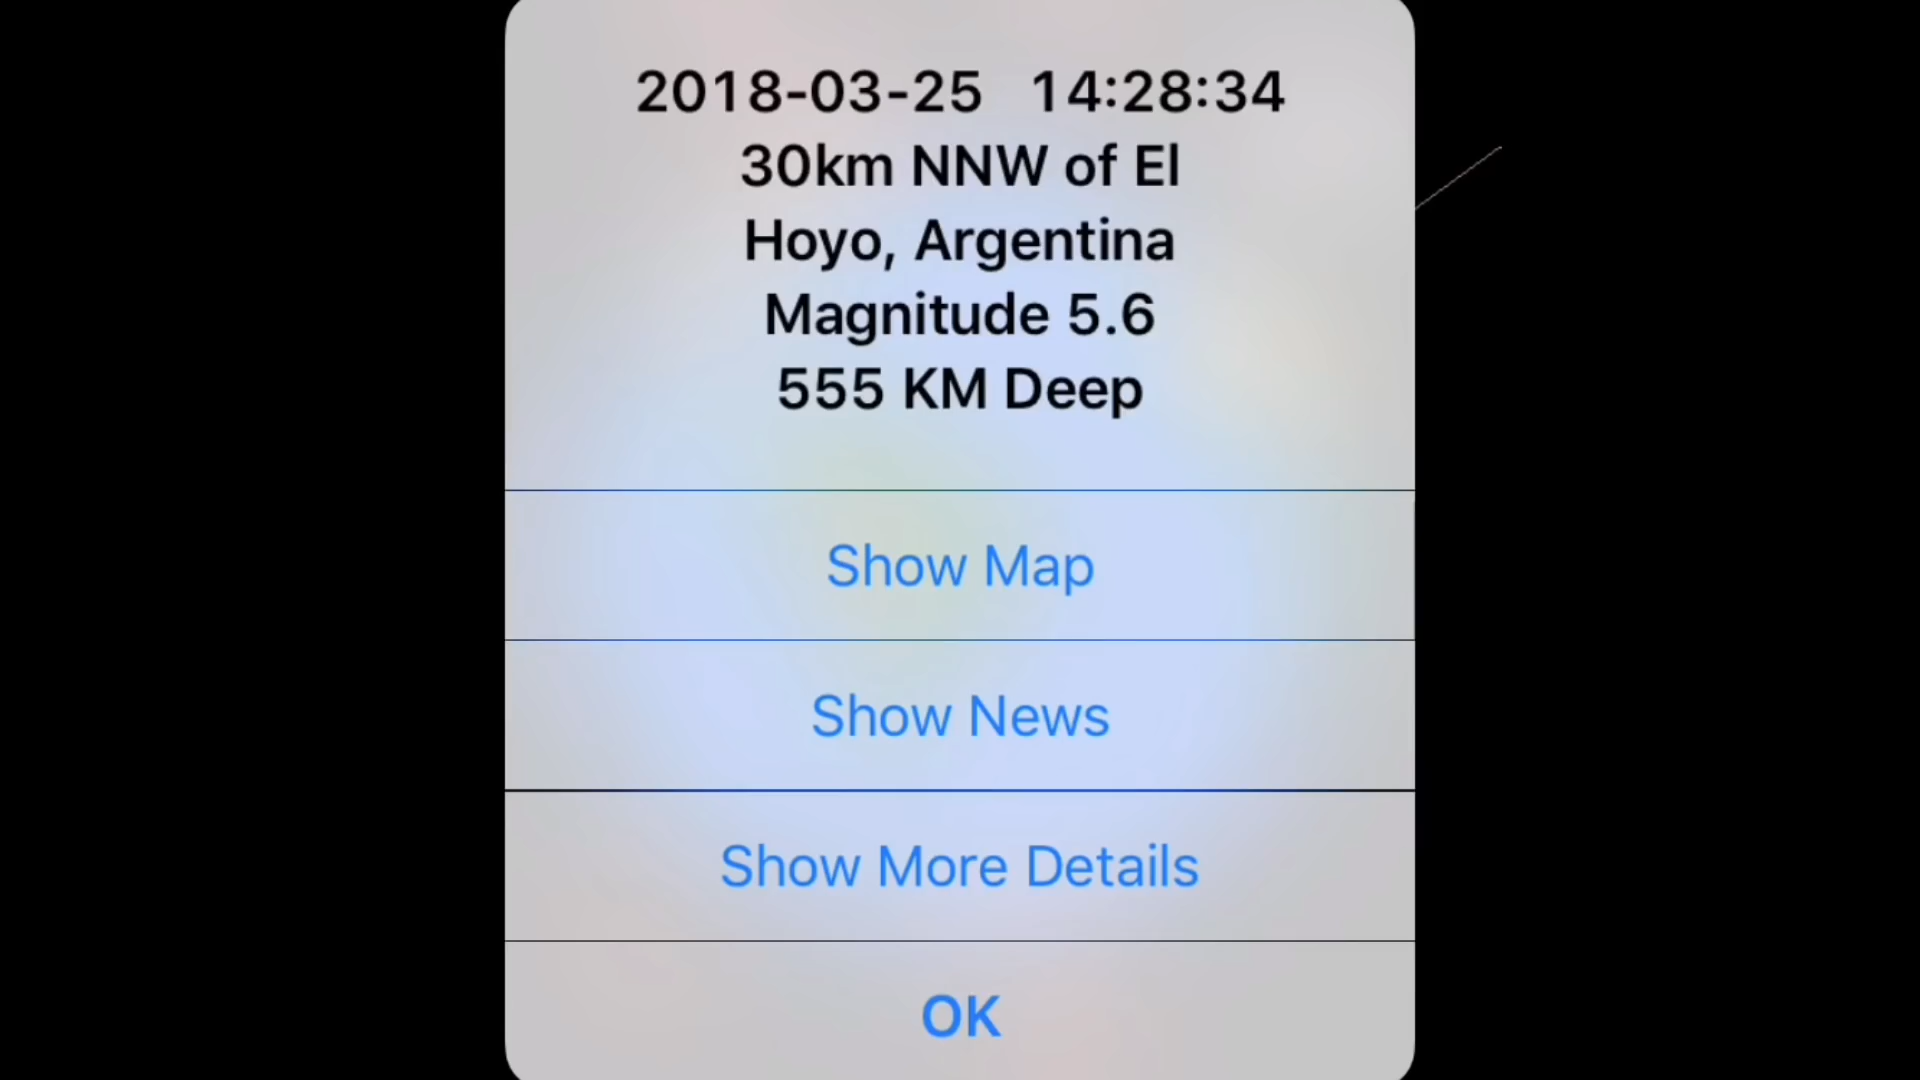 2018-03-25 14:28:34
30km NNW of El
Hoyo, Argentina
Magnitude 5.6
555 KM Deep
Show Map
Show News
Show More Details
OK